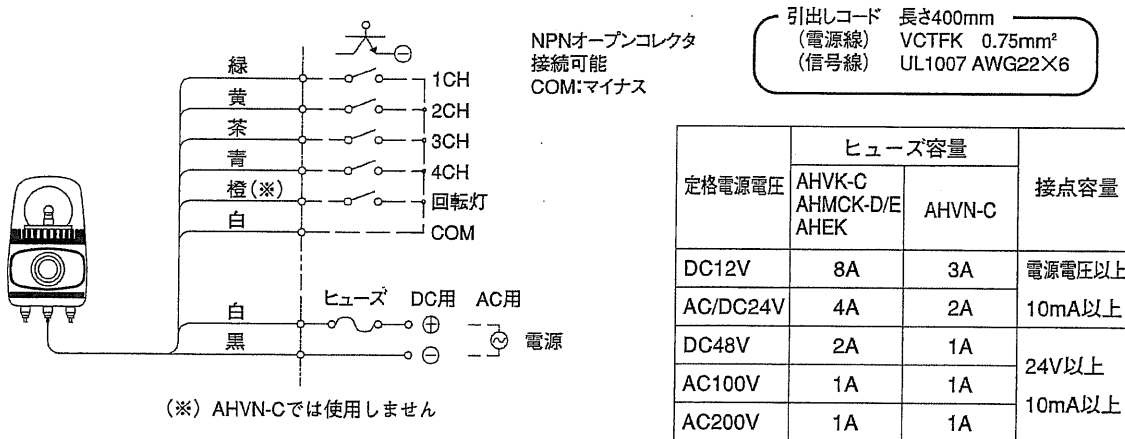 緑
黄
茶
青
橙(※)
白
1CH
2CH
3CH
4CH
回転灯
COM
白
黒
ヒューズ
DC用
AC用
電源
(※) AHVN-Cでは使用しません
NPNオープンコレクタ
接続可能
COM:マイナス
引出しコード 長さ400mm
(電源線) VCTFK 0.75mm²
(信号線) UL1007 AWG22×6
定格電源電圧 ヒューズ容量 接点容量
AHVK-C
AHMCK-D/E
AHEK
AHVN-C
DC12V 8A 3A 電源電圧以上
AC/DC24V 4A 2A 10mA以上
DC48V 2A 1A 24V以上
AC100V 1A 1A 10mA以上
AC200V 1A 1A